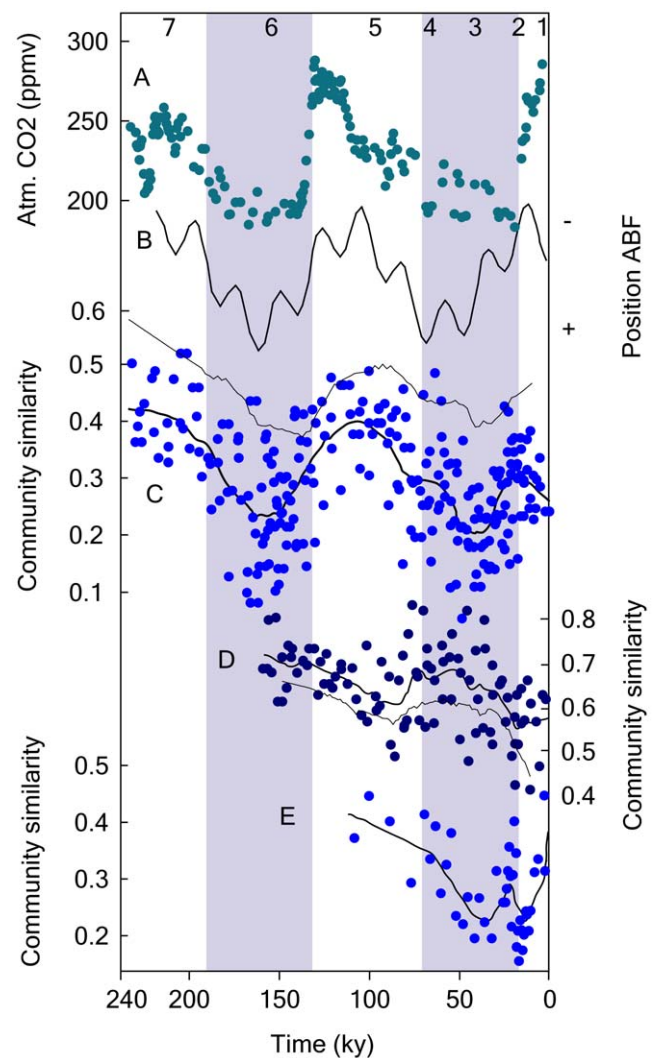 7 6 5 4 3 2 1
300
A
250
200
Atm. CO2 (ppmv)
B
-
+
Position ABF
0.6
0.5
0.4
0.3
0.2
0.1
C
Community similarity
D
0.8
0.7
0.6
0.5
0.4
Community similarity
0.5
0.4
0.3
0.2
E
Community similarity
240 200 150 100 50 0
Time (ky)